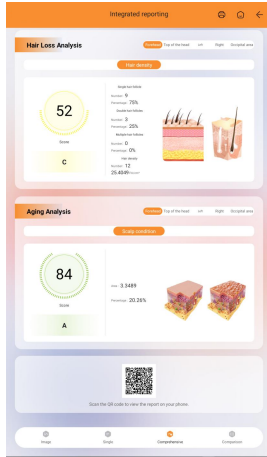 Integrated reporting
Hair Loss Analysis
Forehead Top of the head left Right Occipital area
Hair density
52
Score
C
Single hair follicle
Number 9
Percentage 75%
Double hair follicles
Number 3
Percentage 25%
Multiple hair follicles
Number 0
Percentage 0%
Hair density
Number 12
25.4049
Aging Analysis
Forehead Top of the head left Right Occipital area
Scalp condition
84
Score
A
Area 3.3489
Percentage 20.26%
Scan the QR code to view the report on your phone
Image Single Comprehensive Comparison